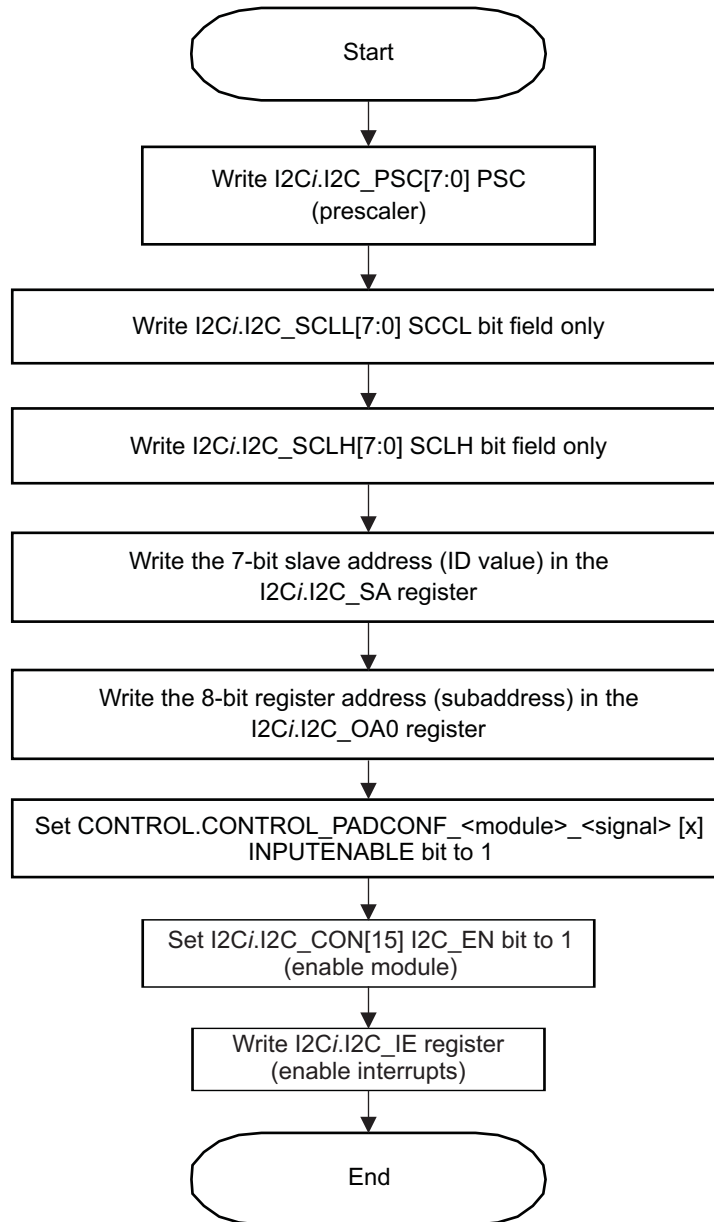 Start
Write I2Ci.I2C_PSC[7:0] PSC
(prescaler)
Write I2Ci.I2C_SCLL[7:0] SCCL bit field only
Write I2Ci.I2C_SCLH[7:0] SCLH bit field only
Write the 7-bit slave address (ID value) in the
I2Ci.I2C_SA register
Write the 8-bit register address (subaddress) in the
I2Ci.I2C_OA0 register
Set CONTROL.CONTROL_PADCONF_<module>_<signal> [x]
INPUTENABLE bit to 1
Set I2Ci.I2C_CON[15] I2C_EN bit to 1
(enable module)
Write I2Ci.I2C_IE register
(enable interrupts)
End